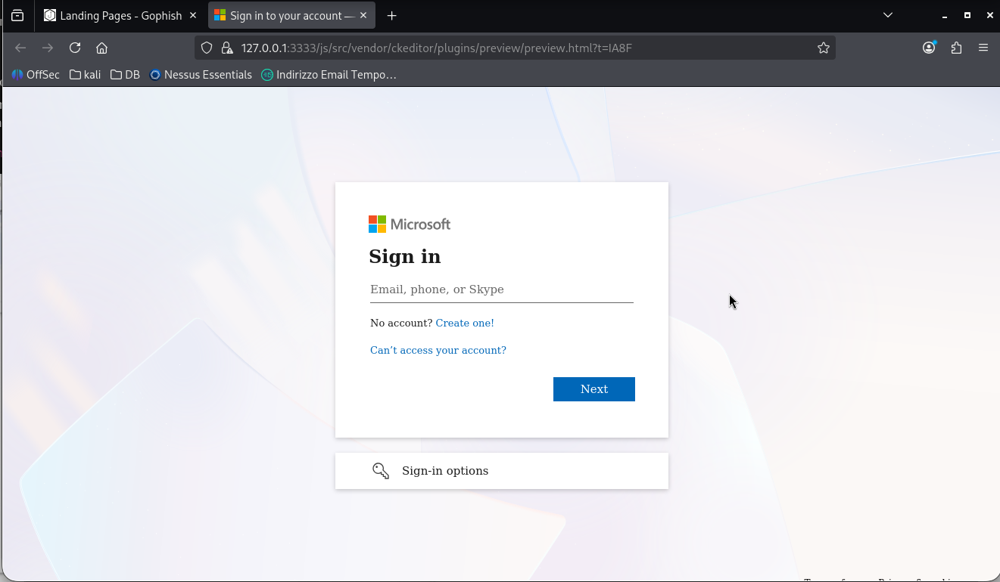 Landing Pages - Gophish
Sign in to your account —
127.0.0.1:3333/js/src/vendor/ckeditor/plugins/preview/preview.html?t=IA8F
OffSec kali DB Nessus Essentials Indirizzo Email Tempo…
Microsoft
Sign in
Email, phone, or Skype
No account? Create one!
Can’t access your account?
Next
Sign-in options